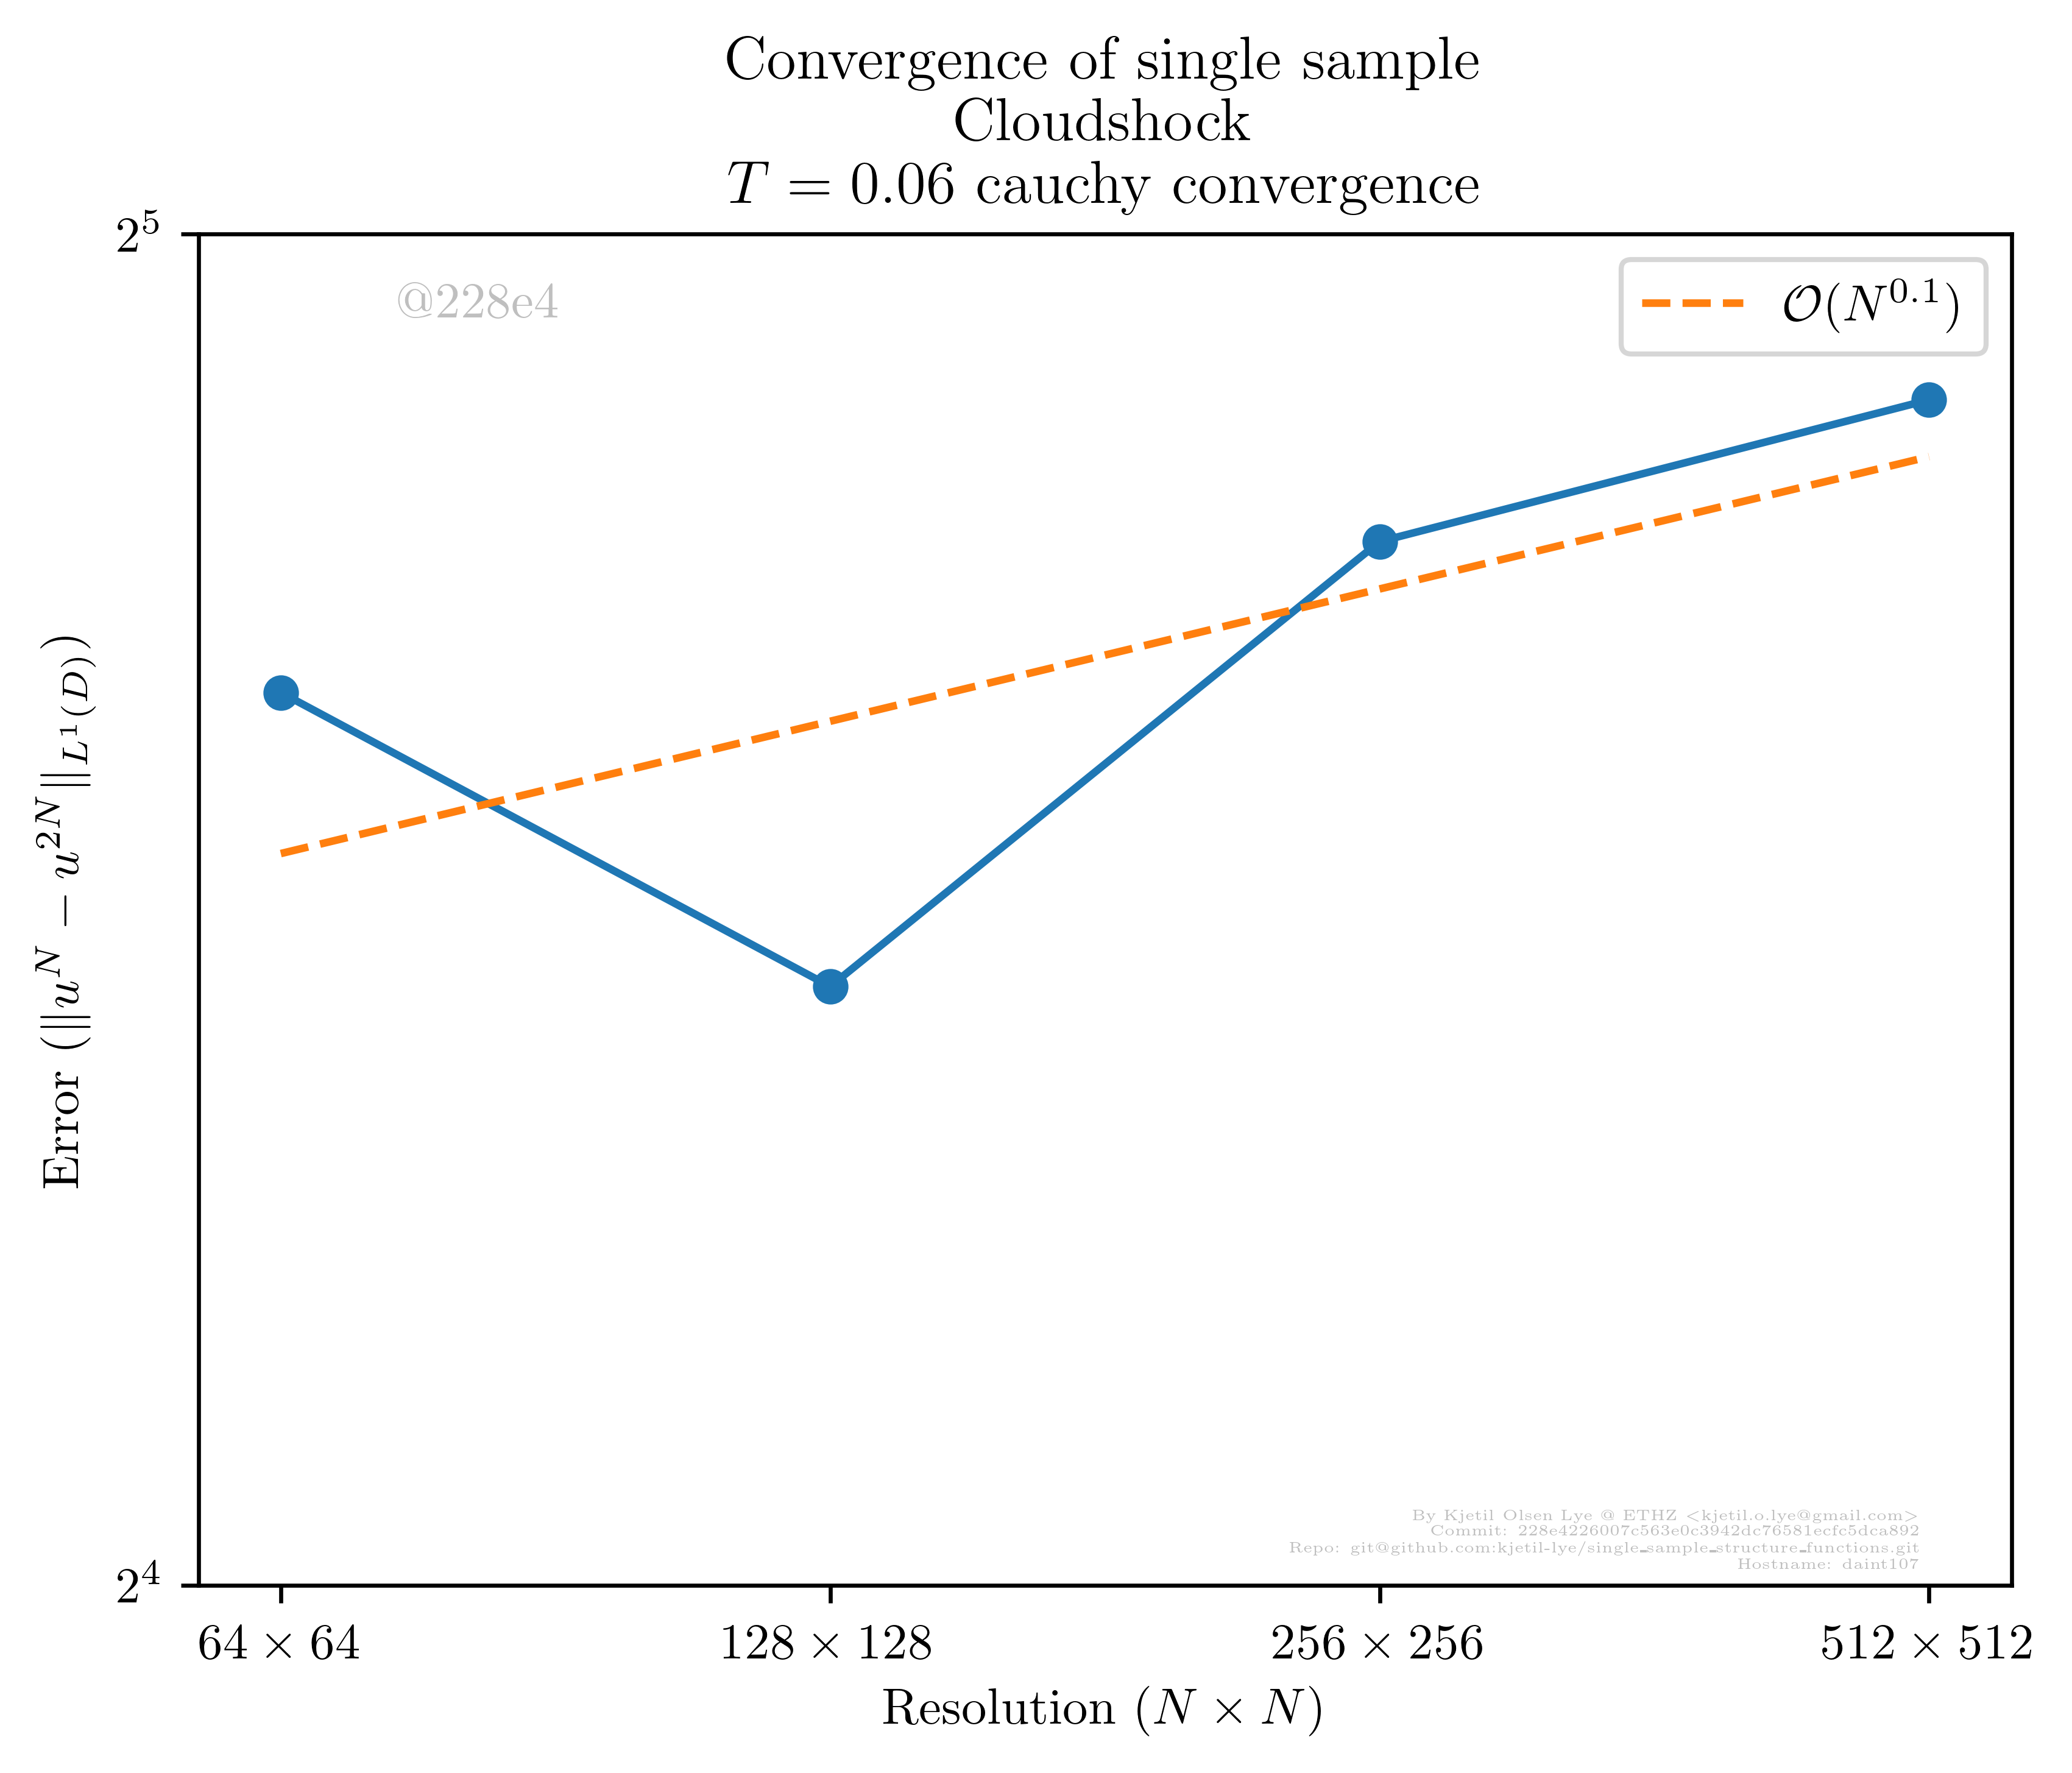 Convergence of single sample
Cloudshock
T = 0.06 cauchy convergence
2^5
@228e4
O(N^{0.1})
Error (||u^N − u^{2N}||_{L^1(D)})
By Kjetil Olsen Lye @ ETHZ <kjetil.o.lye@gmail.com>
Commit: 228e4226007c563e0c3942dc76581ecfc5dca892
Repo: git@github.com:kjetil-lye/single_sample_structure_functions.git
Hostname: daint107
2^4
64 × 64 128 × 128 256 × 256 512 × 512
Resolution (N × N)